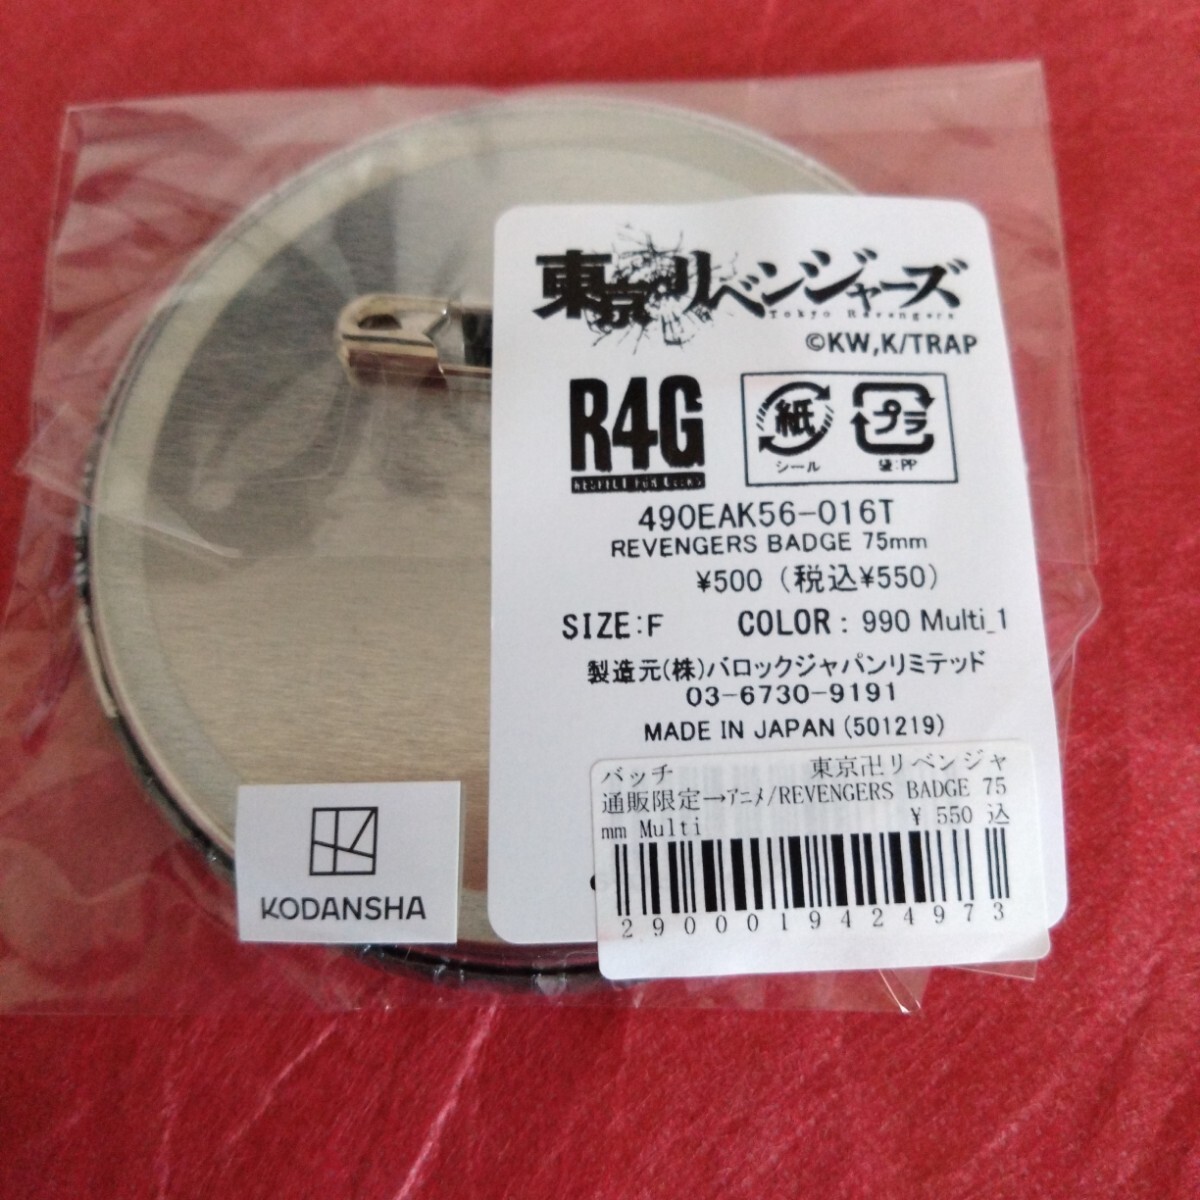 東京リベンジャーズ
Tokyo Revengers
©KW,K/TRAP
R4G
RESPECT FOR GEEKS
紙
シール
プラ
袋:PP
490EAK56-016T
REVENGERS BADGE 75mm
¥500 (税込¥550)
SIZE:F COLOR: 990 Multi_1
製造元(株)バロックジャパンリミテッド
03-6730-9191
MADE IN JAPAN (501219)
バッチ 東京卍リベンジャ
通販限定→ｱﾆﾒ/REVENGERS BADGE 75
mm Multi ¥ 550 込
2900019424973
KODANSHA